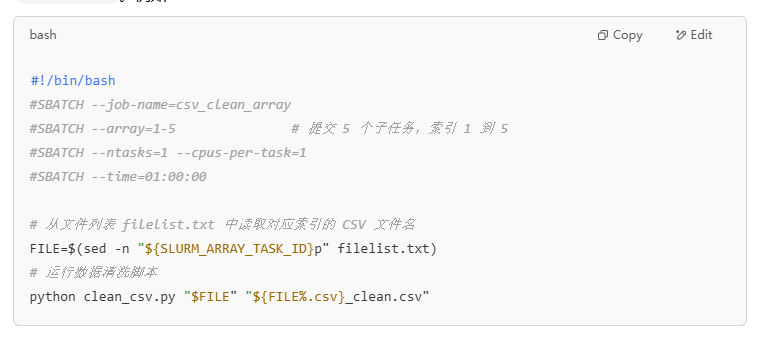 bash
Copy
Edit
#!/bin/bash
#SBATCH --job-name=csv_clean_array
#SBATCH --array=1-5 # 提交 5 个子任务，索引 1 到 5
#SBATCH --ntasks=1 --cpus-per-task=1
#SBATCH --time=01:00:00
# 从文件列表 filelist.txt 中读取对应索引的 CSV 文件名
FILE=$(sed -n "${SLURM_ARRAY_TASK_ID}p" filelist.txt)
# 运行数据清洗脚本
python clean_csv.py "$FILE" "${FILE%.csv}_clean.csv"